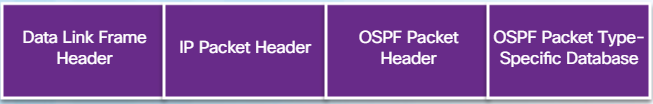 Data Link Frame
Header
IP Packet Header
OSPF Packet
Header
OSPF Packet Type-
Specific Database